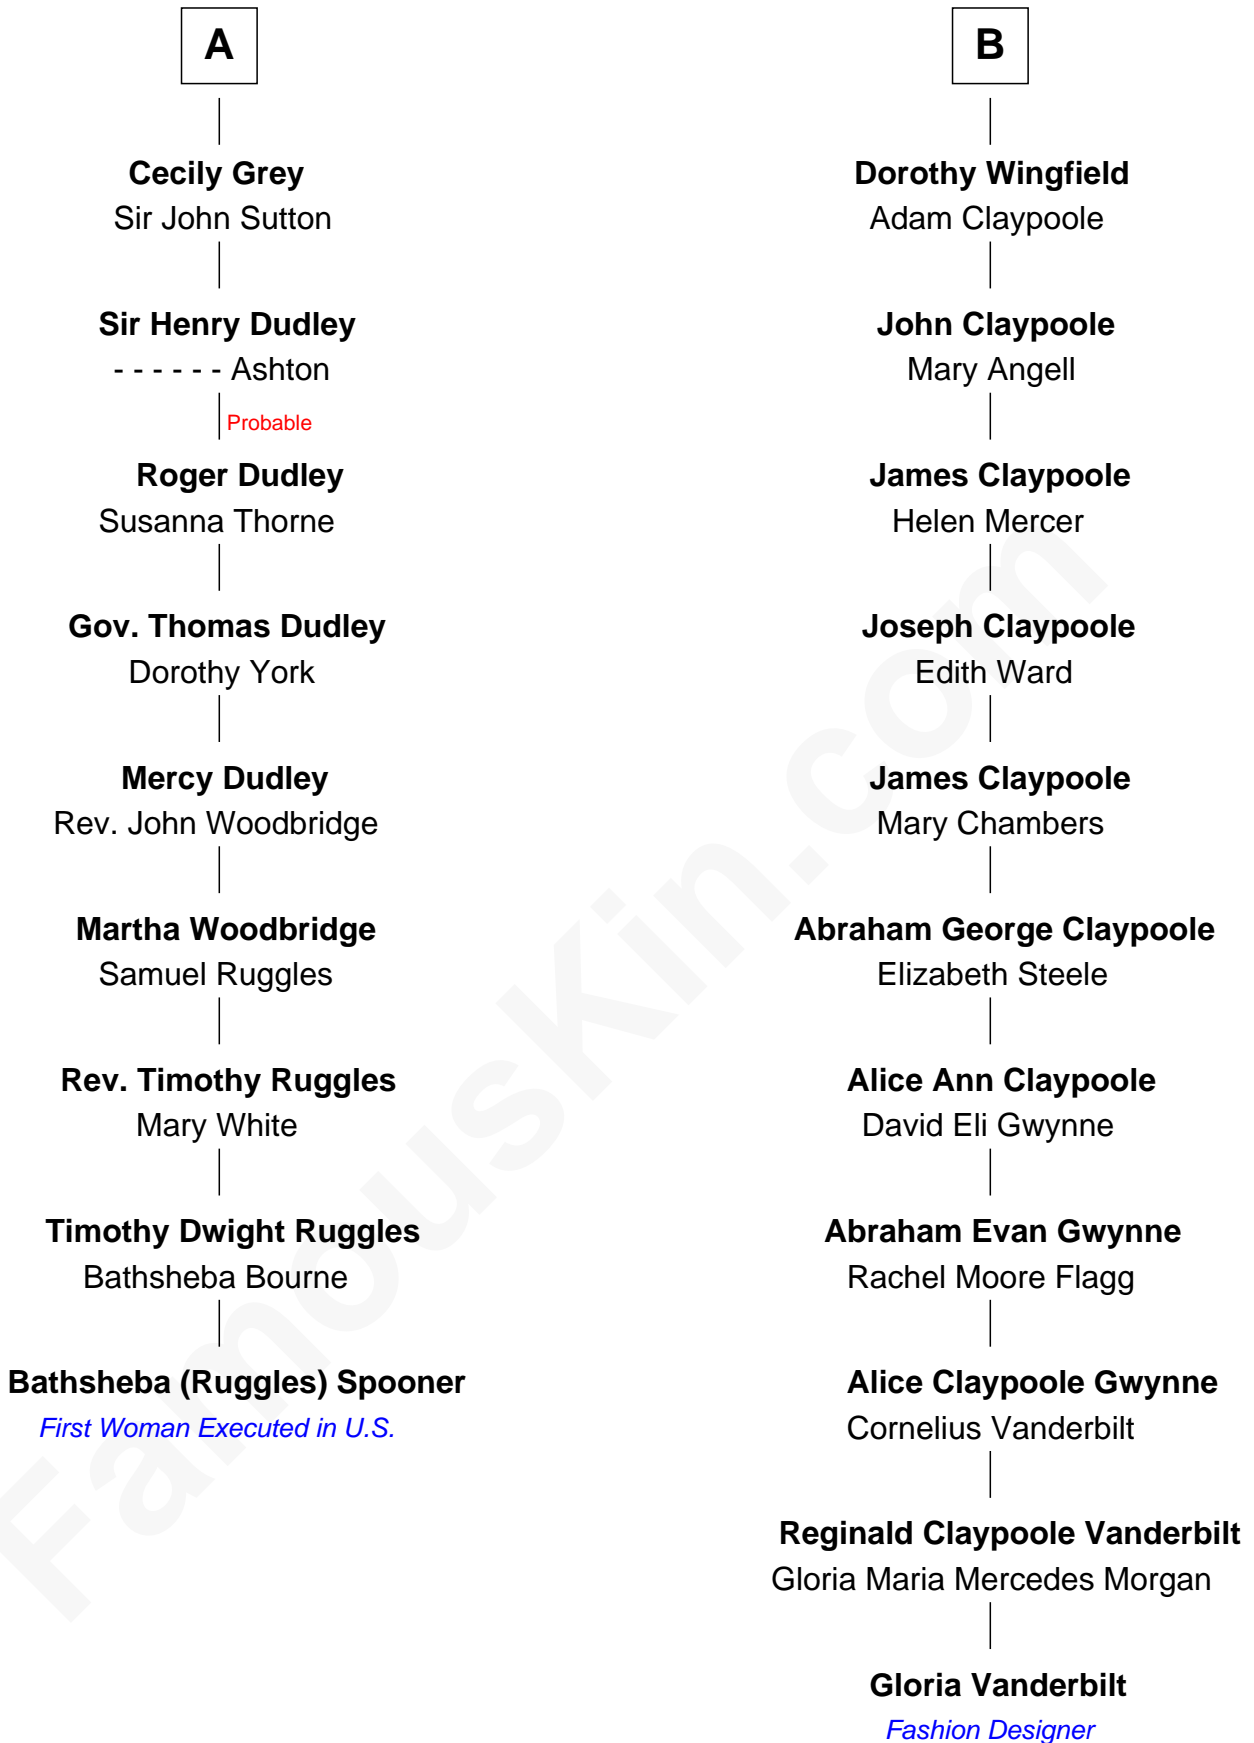 A
Cecily Grey
Sir John Sutton
Sir Henry Dudley
- - - - - - Ashton
Probable
Roger Dudley
Susanna Thorne
Gov. Thomas Dudley
Dorothy York
Mercy Dudley
Rev. John Woodbridge
Martha Woodbridge
Samuel Ruggles
Rev. Timothy Ruggles
Mary White
Timothy Dwight Ruggles
Bathsheba Bourne
Bathsheba (Ruggles) Spooner
First Woman Executed in U.S.
B
Dorothy Wingfield
Adam Claypoole
John Claypoole
Mary Angell
James Claypoole
Helen Mercer
Joseph Claypoole
Edith Ward
James Claypoole
Mary Chambers
Abraham George Claypoole
Elizabeth Steele
Alice Ann Claypoole
David Eli Gwynne
Abraham Evan Gwynne
Rachel Moore Flagg
Alice Claypoole Gwynne
Cornelius Vanderbilt
Reginald Claypoole Vanderbilt
Gloria Maria Mercedes Morgan
Gloria Vanderbilt
Fashion Designer
FamousKin.com